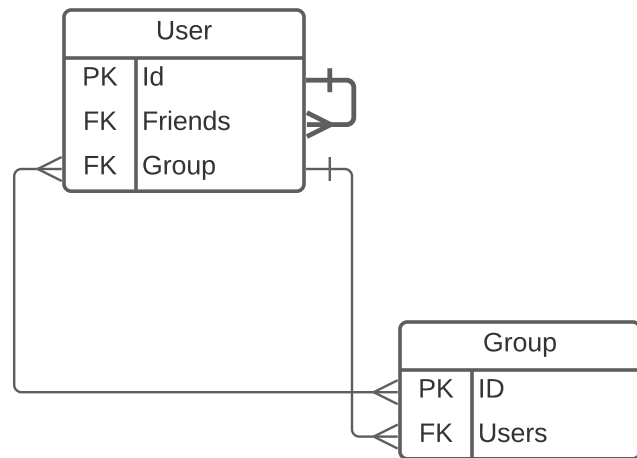 User
PK Id
FK Friends
FK Group
Group
PK ID
FK Users